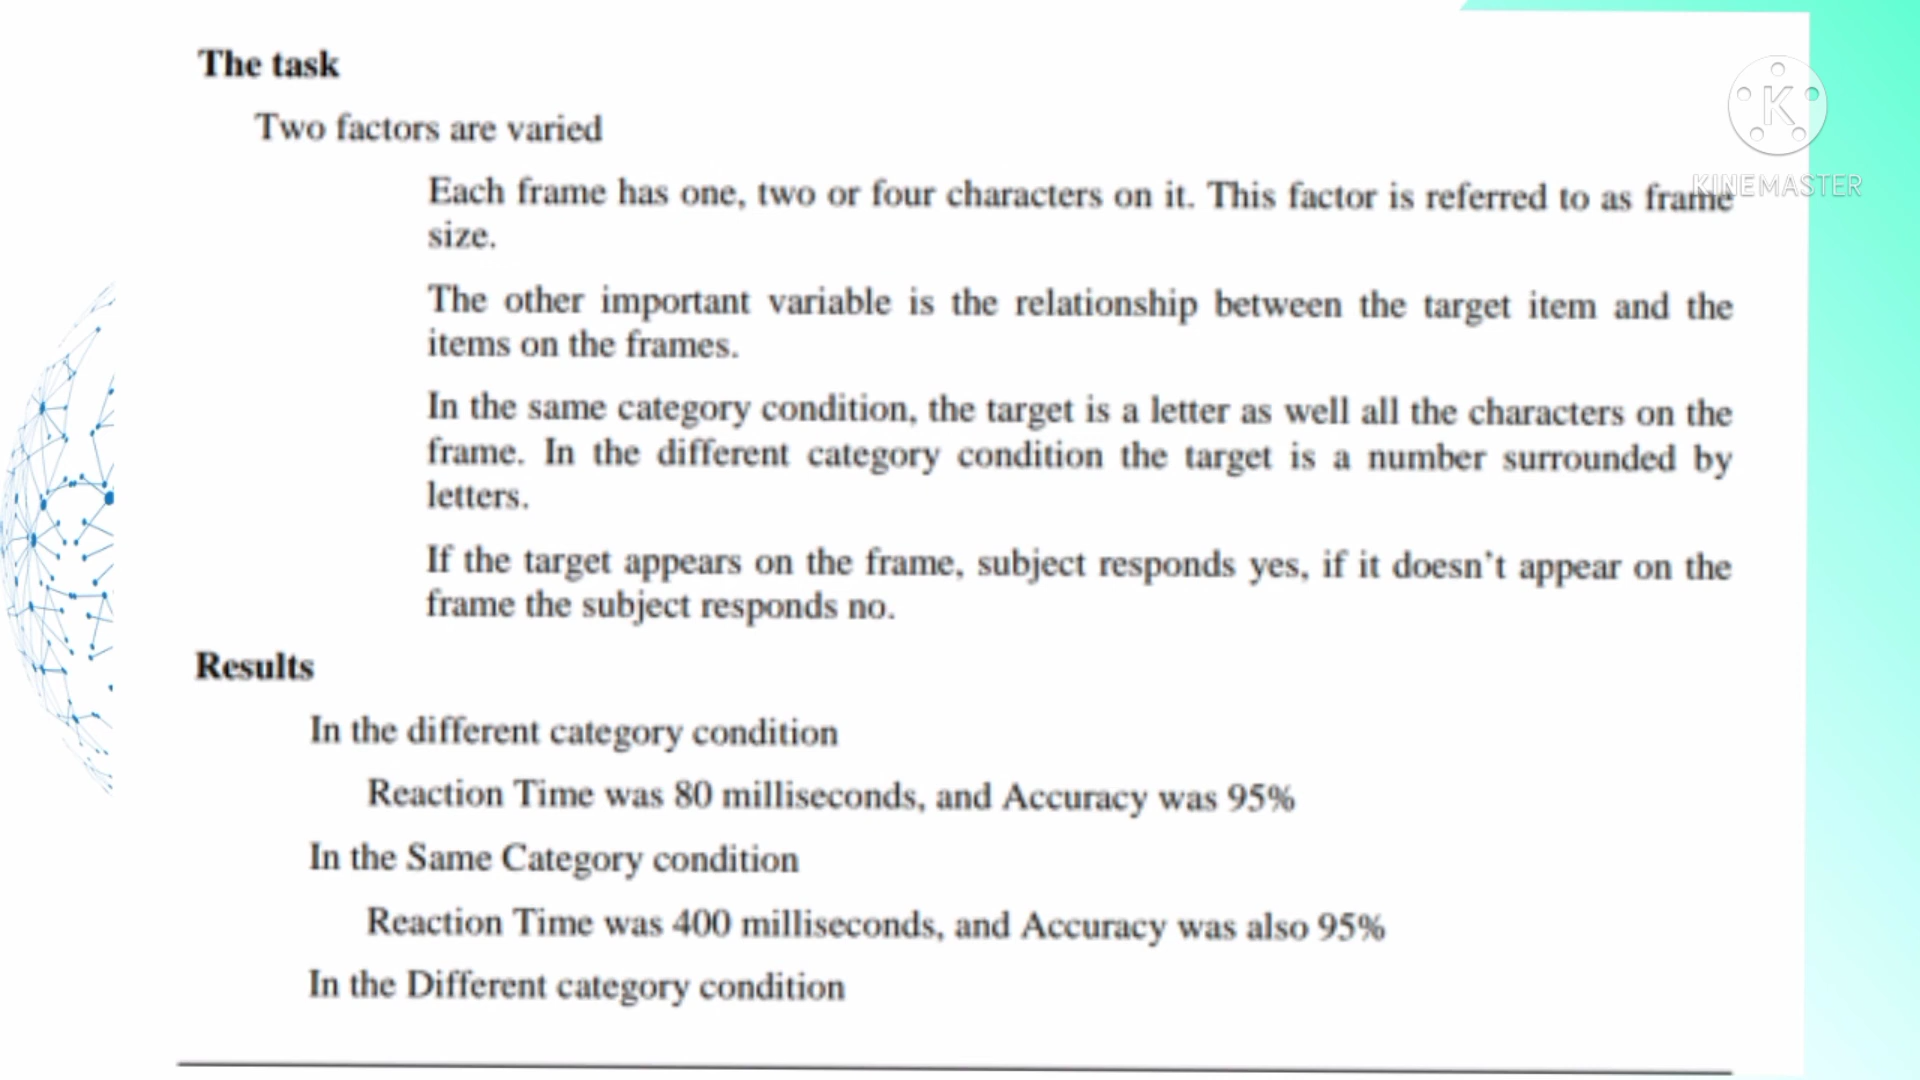 The task
Two factors are varied
Each frame has one, two or four characters on it. This factor is referred to as frame
size.
The other important variable is the relationship between the target item and the
items on the frames.
In the same category condition, the target is a letter as well all the characters on the
frame. In the different category condition the target is a number surrounded by
letters.
If the target appears on the frame, subject responds yes, if it doesn't appear on the
frame the subject responds no.
Results
In the different category condition
Reaction Time was 80 milliseconds, and Accuracy was 95%
In the Same Category condition
Reaction Time was 400 milliseconds, and Accuracy was also 95%
In the Different category condition
K
KINEMASTER